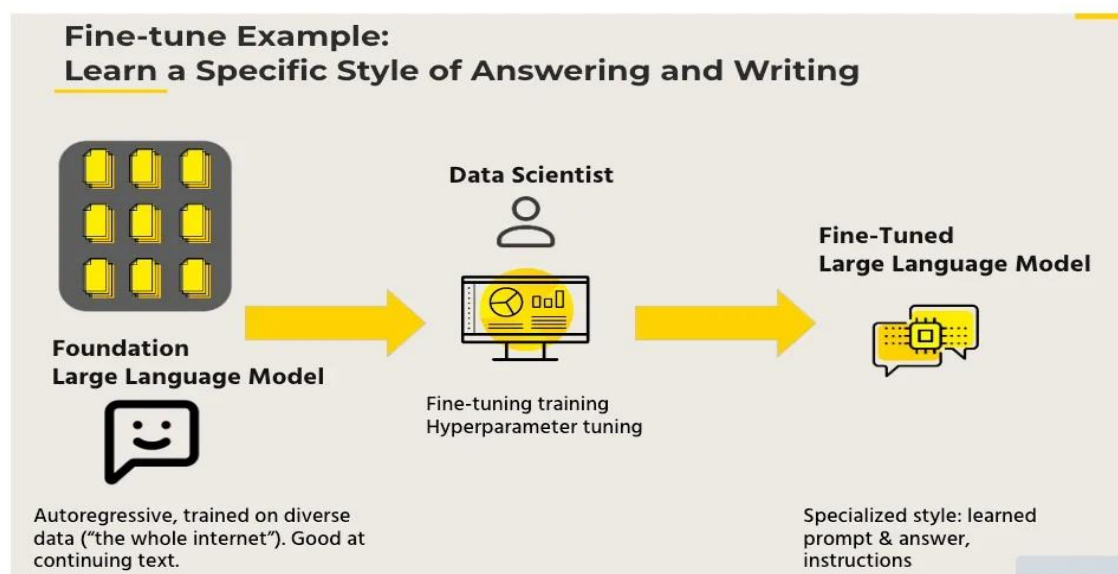 Fine-tune Example:
Learn a Specific Style of Answering and Writing
Data Scientist
Fine-Tuned
Large Language Model
Foundation
Large Language Model
Fine-tuning training
Hyperparameter tuning
Autoregressive, trained on diverse
data (“the whole internet”). Good at
continuing text.
Specialized style: learned
prompt & answer,
instructions